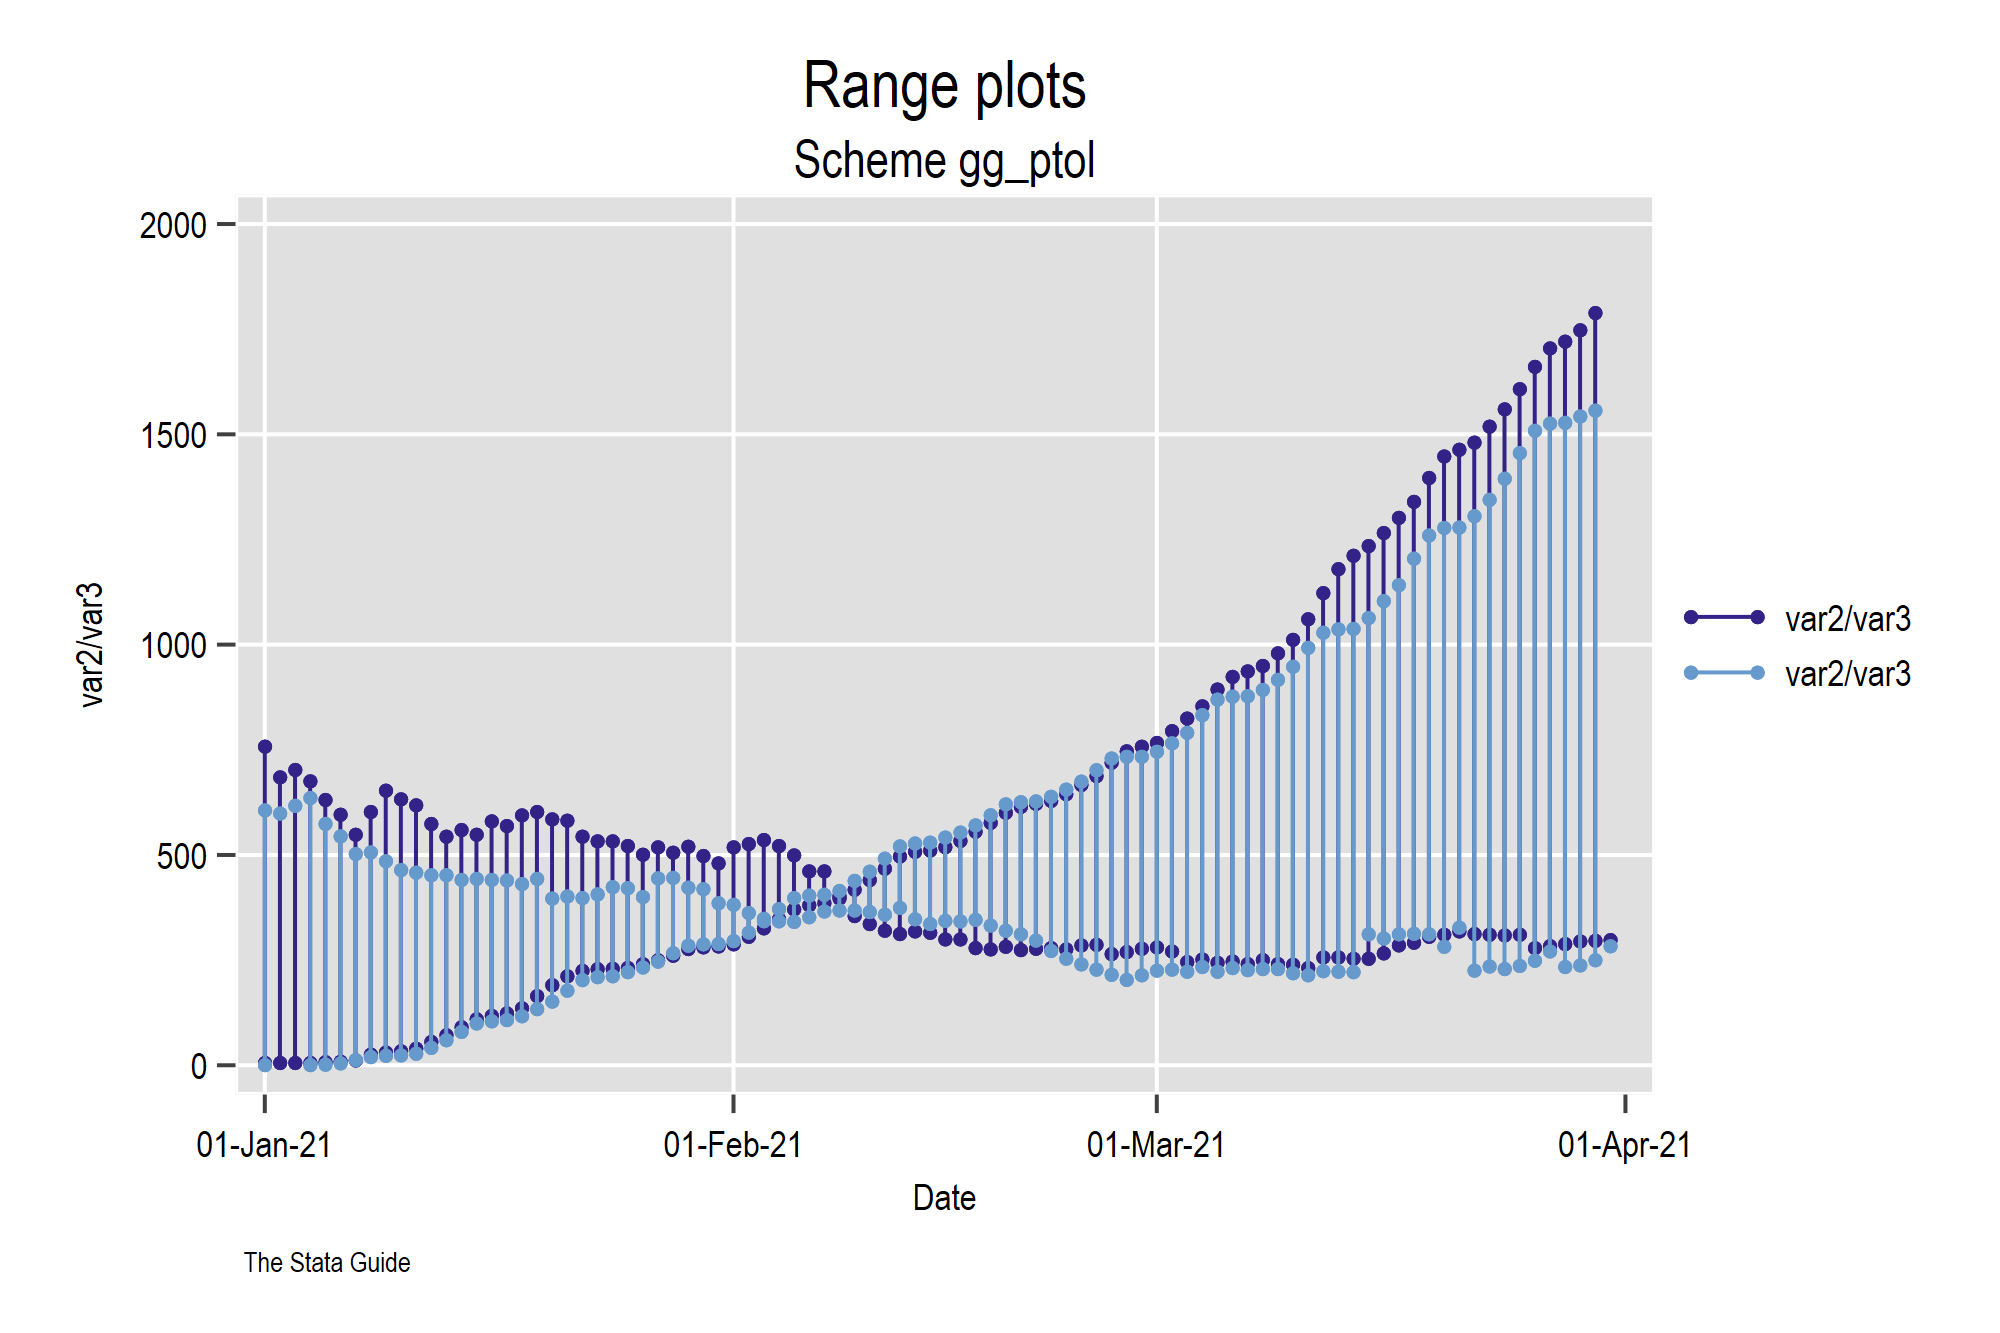 Range plots
Scheme gg_ptol
2000
1500
1000
500
0
var2/var3
var2/var3
var2/var3
01-Jan-21
01-Feb-21
01-Mar-21
01-Apr-21
Date
The Stata Guide